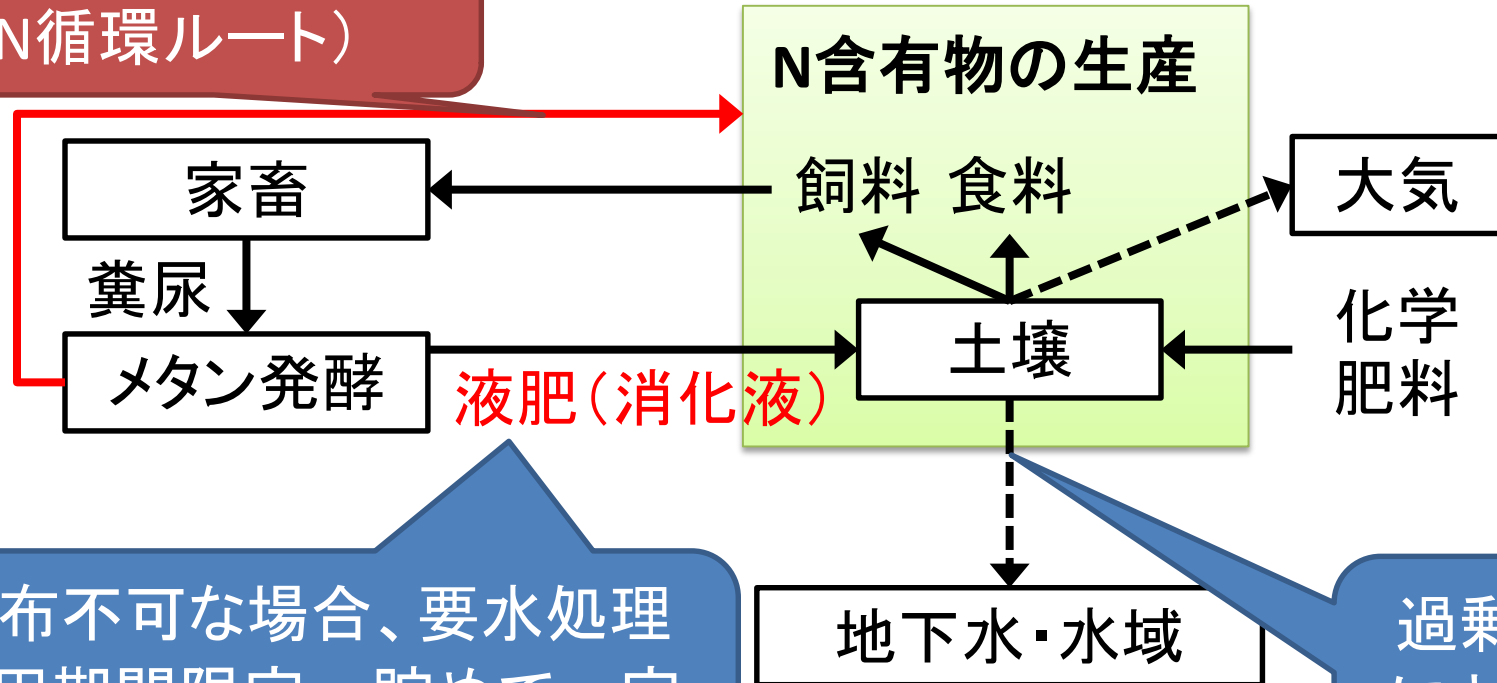 N循環ルート）
N含有物の生産
家畜
飼料 食料
大気
糞尿
化学
肥料
メタン発酵
土壌
液肥（消化液）
布不可な場合、要水処理
地下水・水域
過